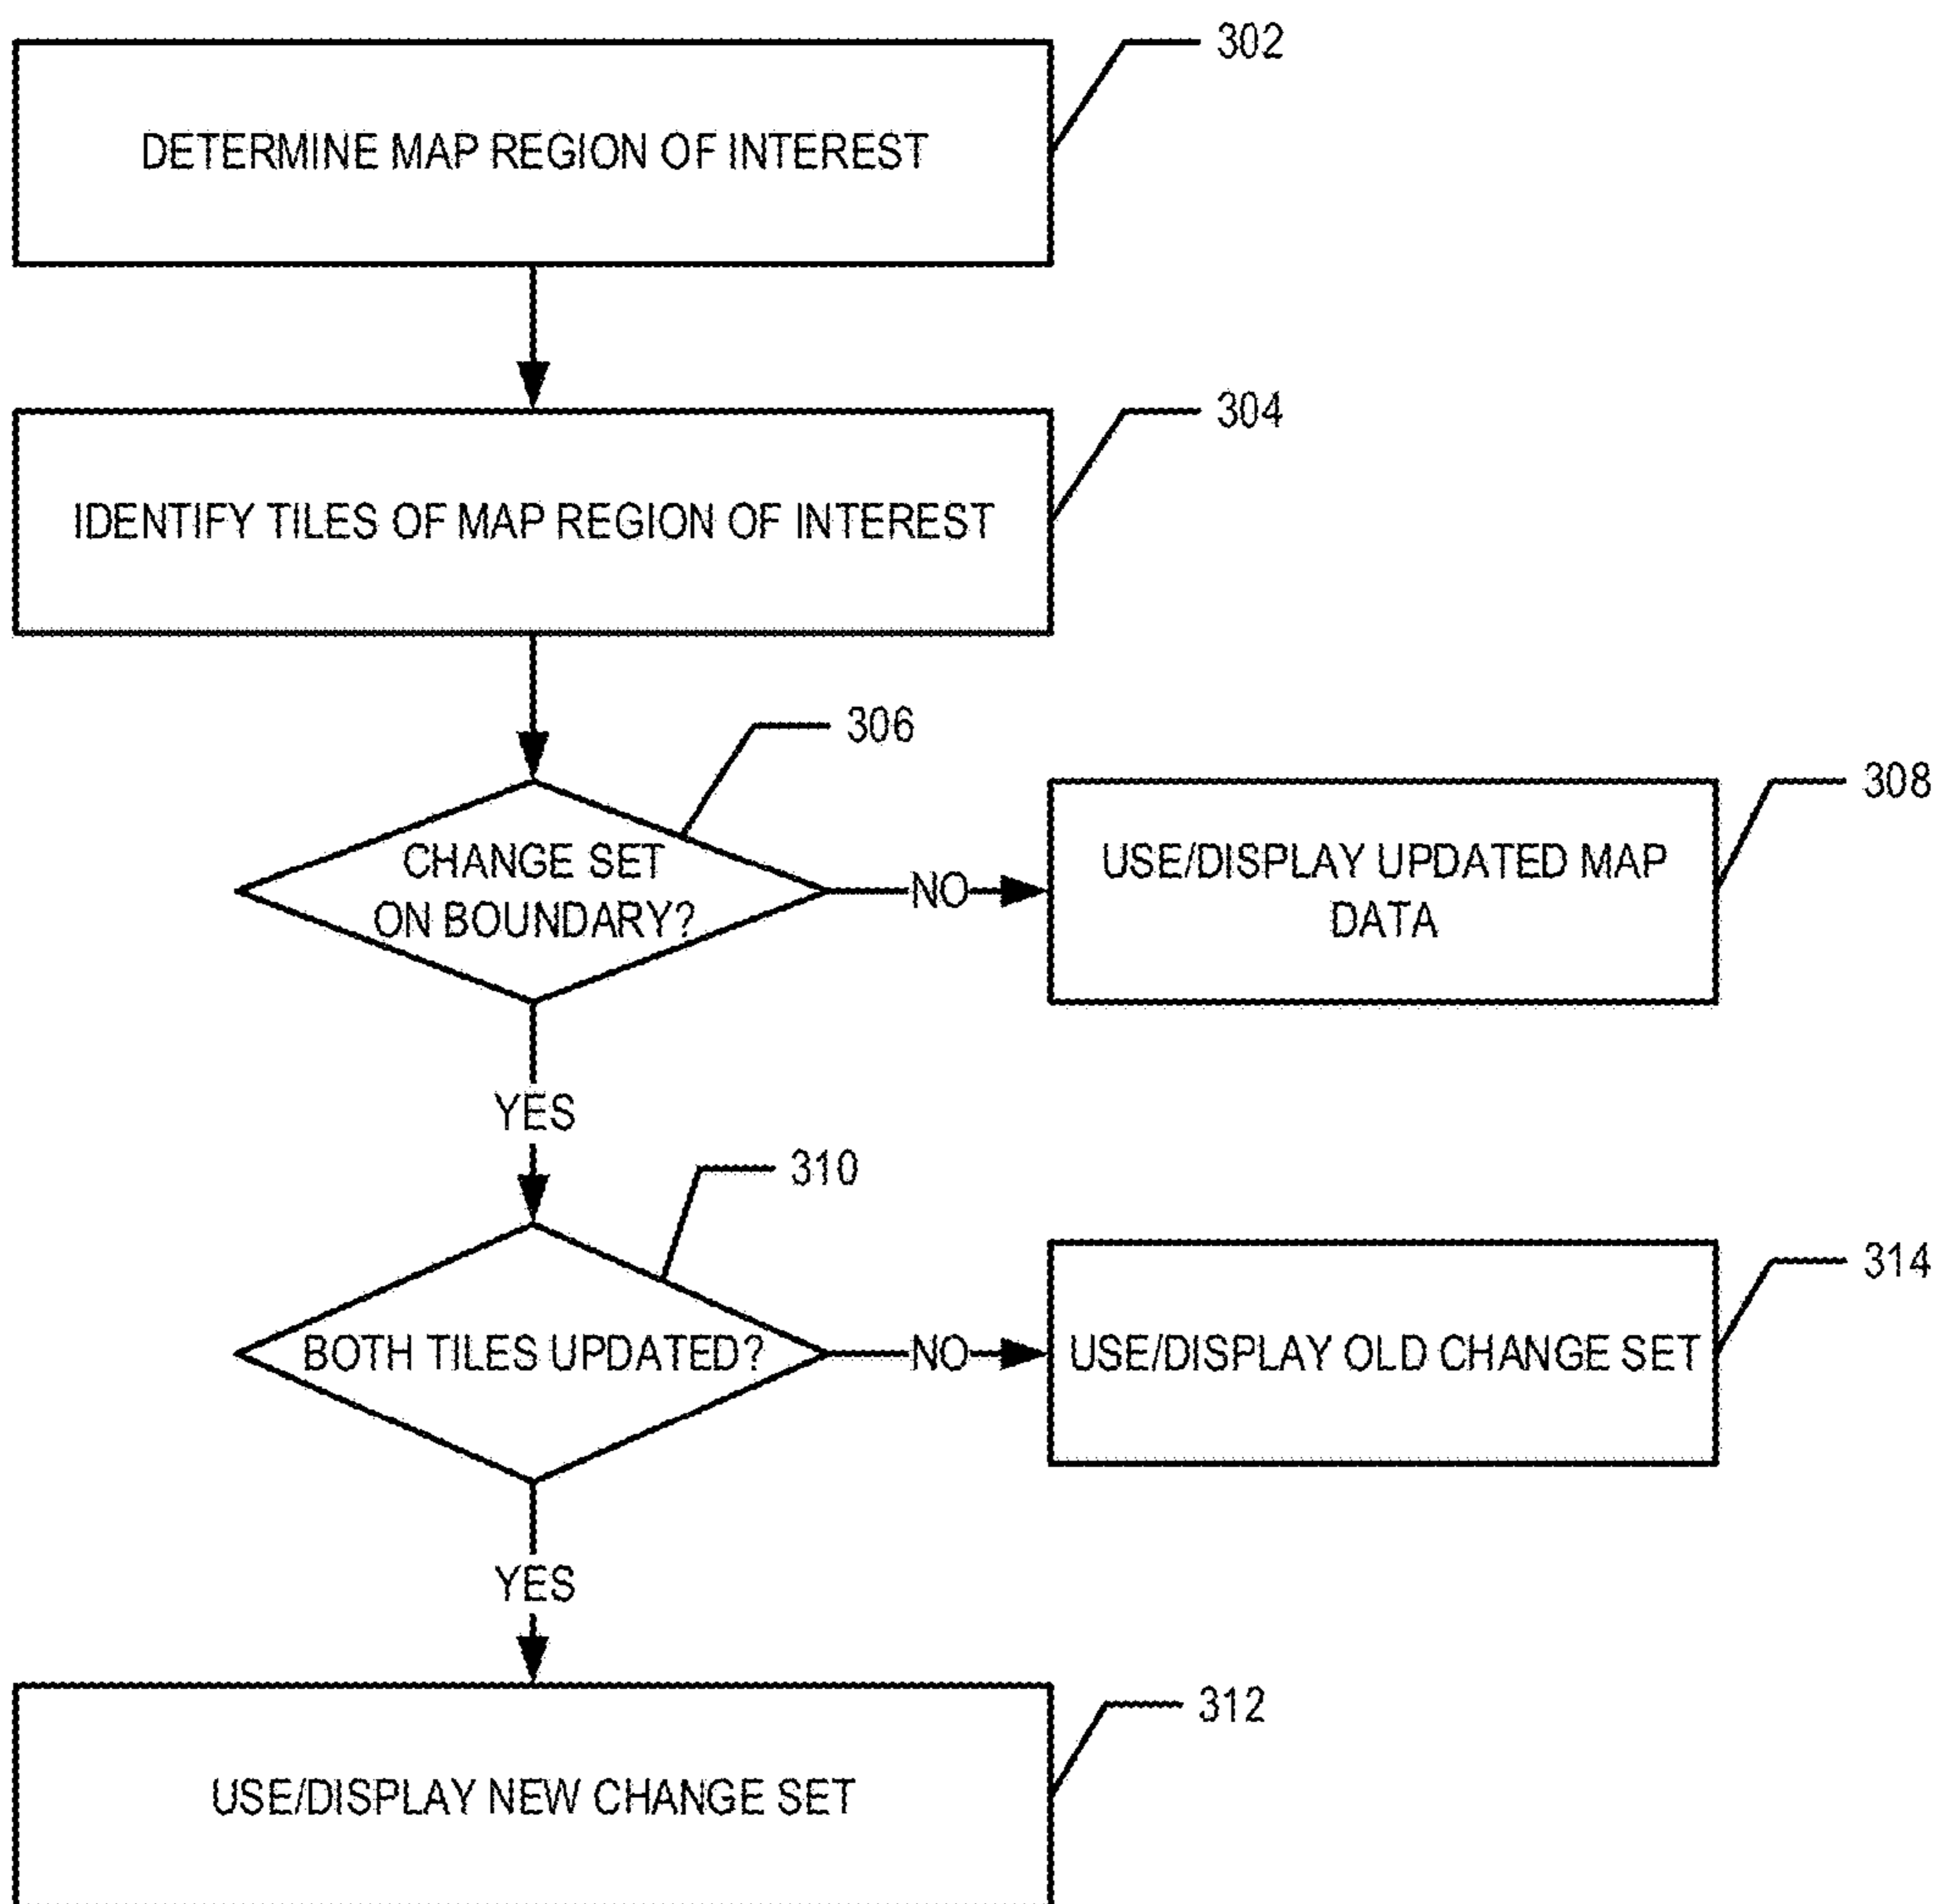 302
DETERMINE MAP REGION OF INTEREST
304
IDENTIFY TILES OF MAP REGION OF INTEREST
306
CHANGE SET
ON BOUNDARY?
NO
308
USE/DISPLAY UPDATED MAP
DATA
YES
310
BOTH TILES UPDATED?
NO
314
USE/DISPLAY OLD CHANGE SET
YES
312
USE/DISPLAY NEW CHANGE SET